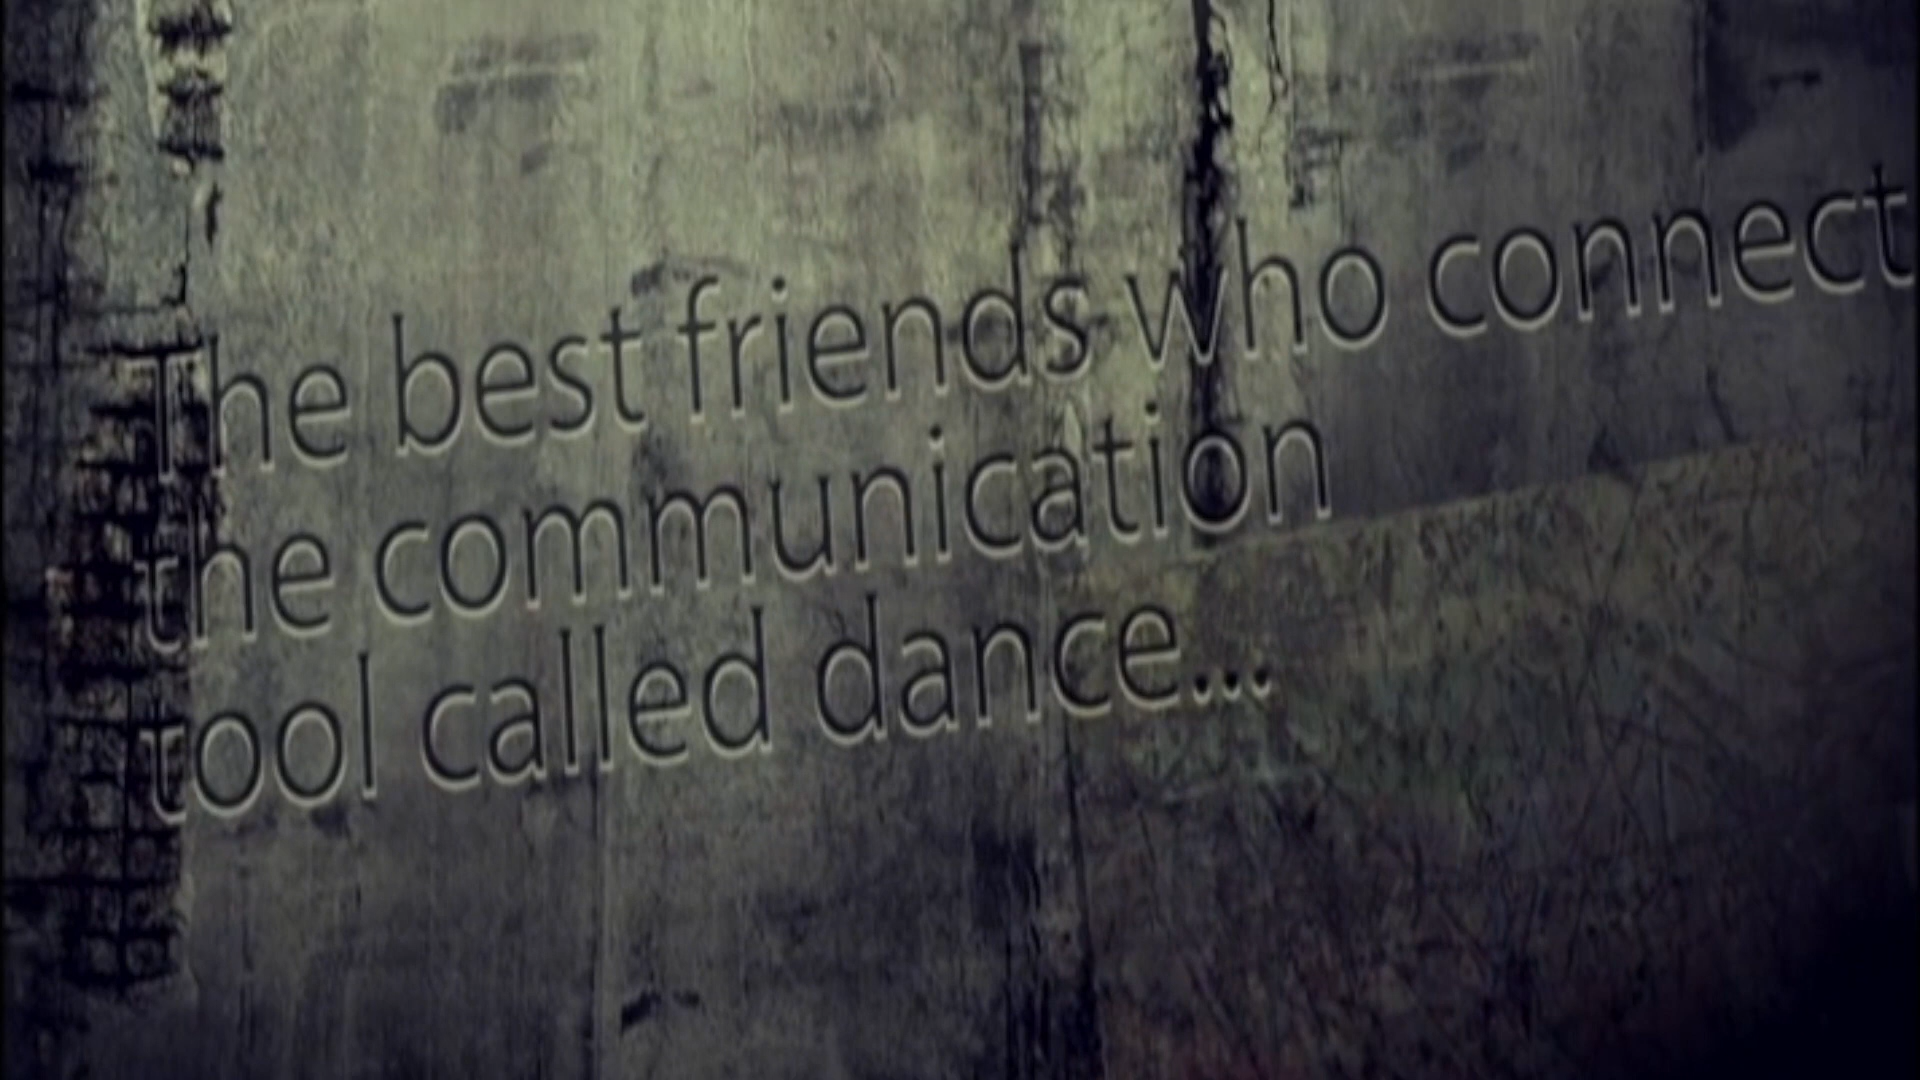 The best friends who connect
the communication
tool called dance...